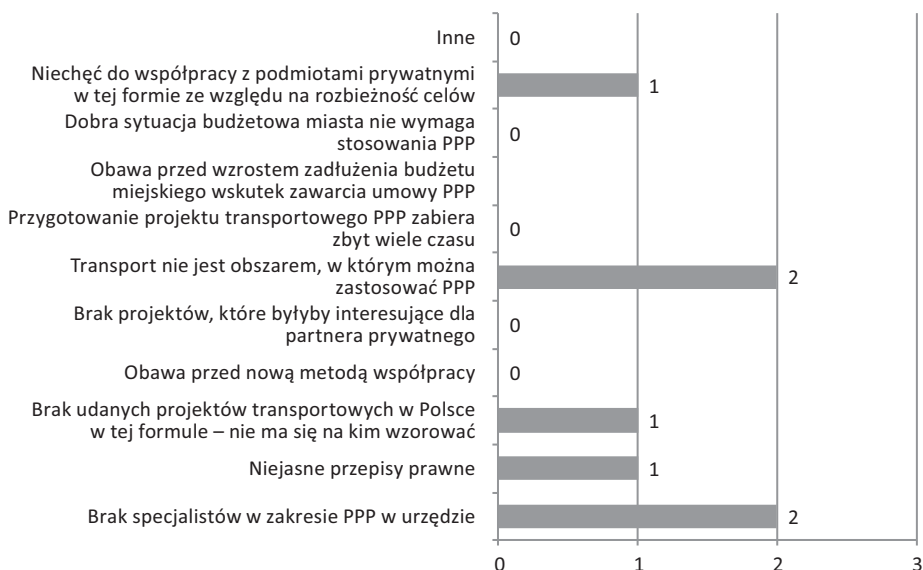 Inne
0
Niechęć do współpracy z podmiotami prywatnymi
w tej formie ze względu na rozbieżność celów
1
Dobra sytuacja budżetowa miasta nie wymaga
stosowania PPP
0
Obawa przed wzrostem zadłużenia budżetu
miejskiego wskutek zawarcia umowy PPP
Przygotowanie projektu transportowego PPP zabiera
zbyt wiele czasu
0
Transport nie jest obszarem, w którym można
zastosować PPP
2
Brak projektów, które byłyby interesujące dla
partnera prywatnego
0
Obawa przed nową metodą współpracy
0
Brak udanych projektów transportowych w Polsce
w tej formule – nie ma się na kim wzorować
1
Niejasne przepisy prawne
1
Brak specjalistów w zakresie PPP w urzędzie
2
0 1 2 3